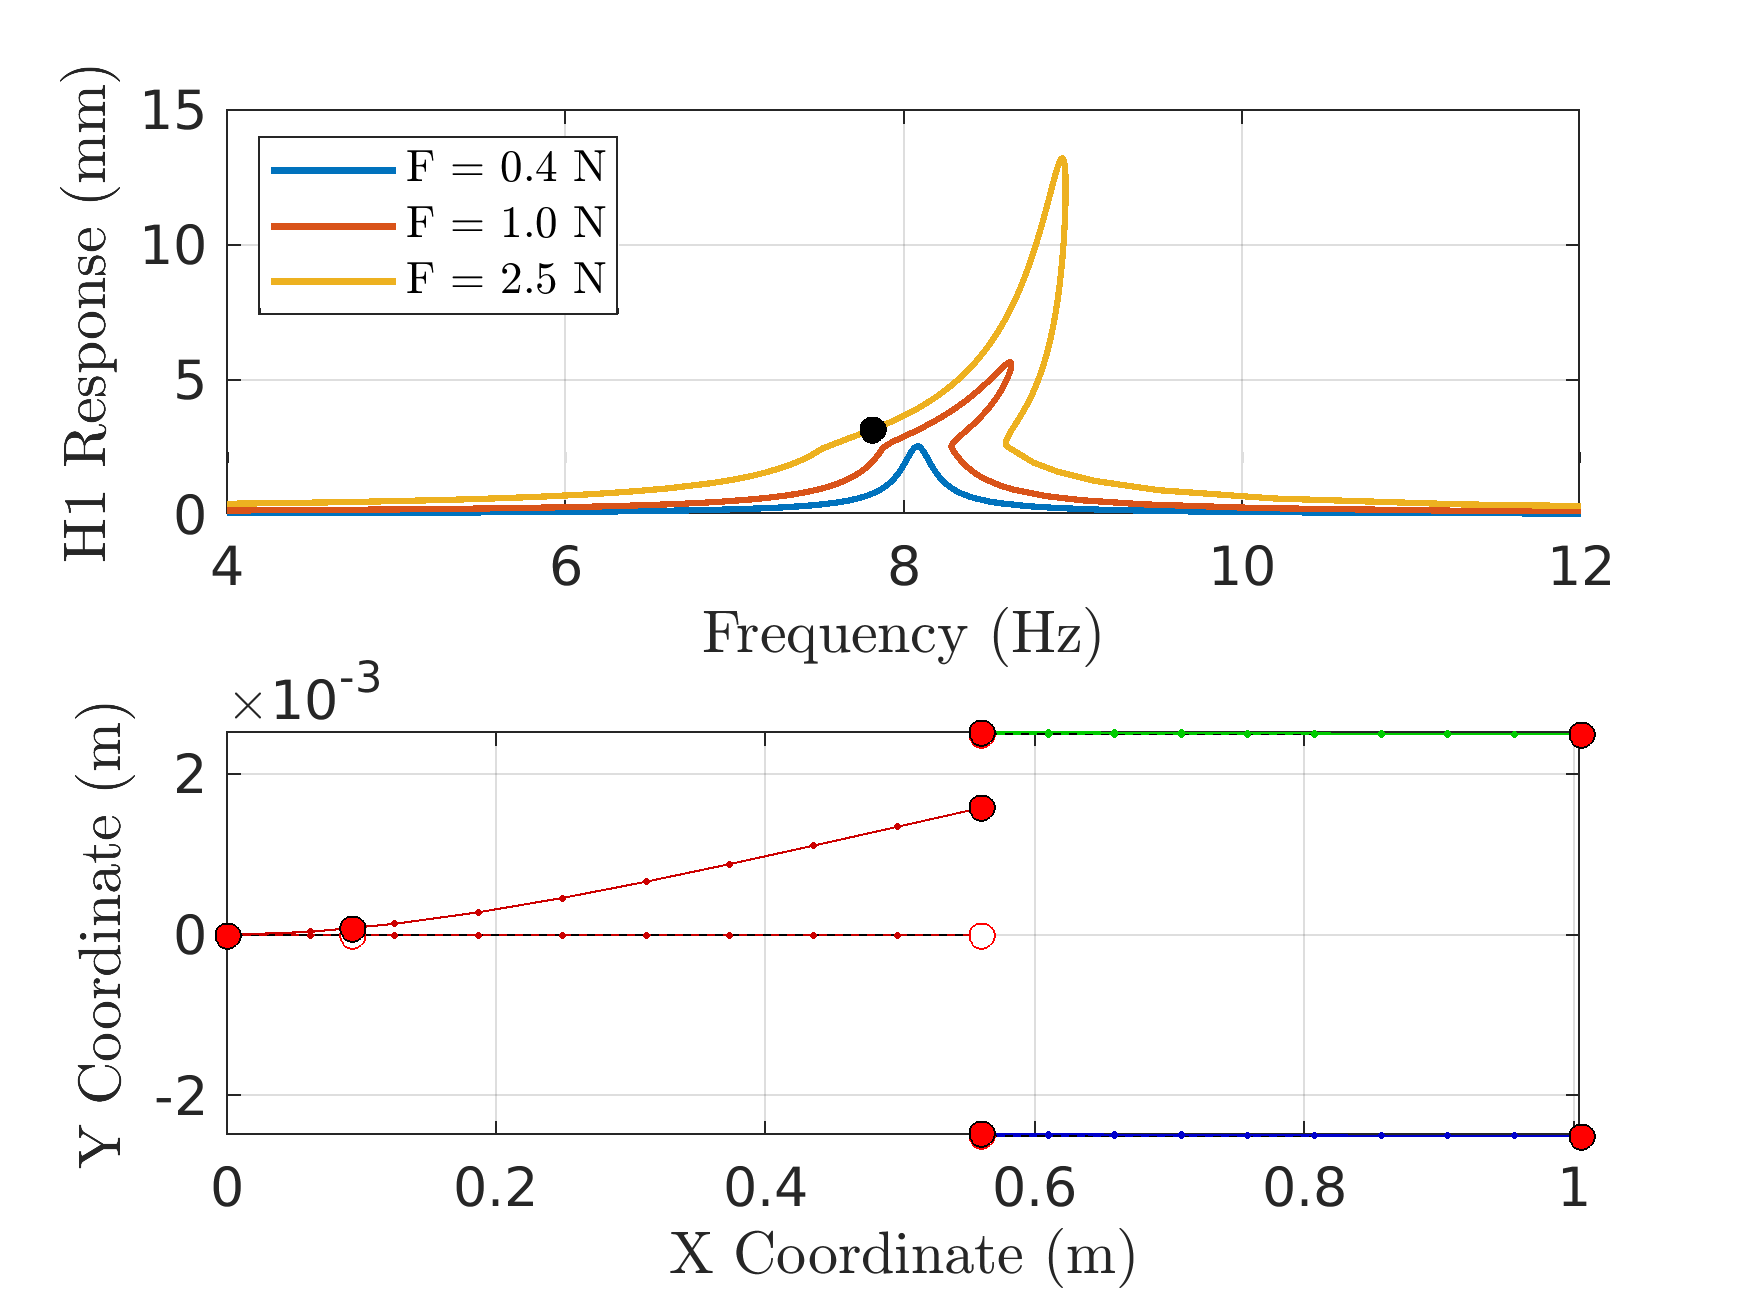 H1 Response (mm)
15
10
5
0
F = 0.4 N
F = 1.0 N
F = 2.5 N
4 6 8 10 12
Frequency (Hz)
×10-3
Y Coordinate (m)
2
0
-2
0 0.2 0.4 0.6 0.8 1
X Coordinate (m)